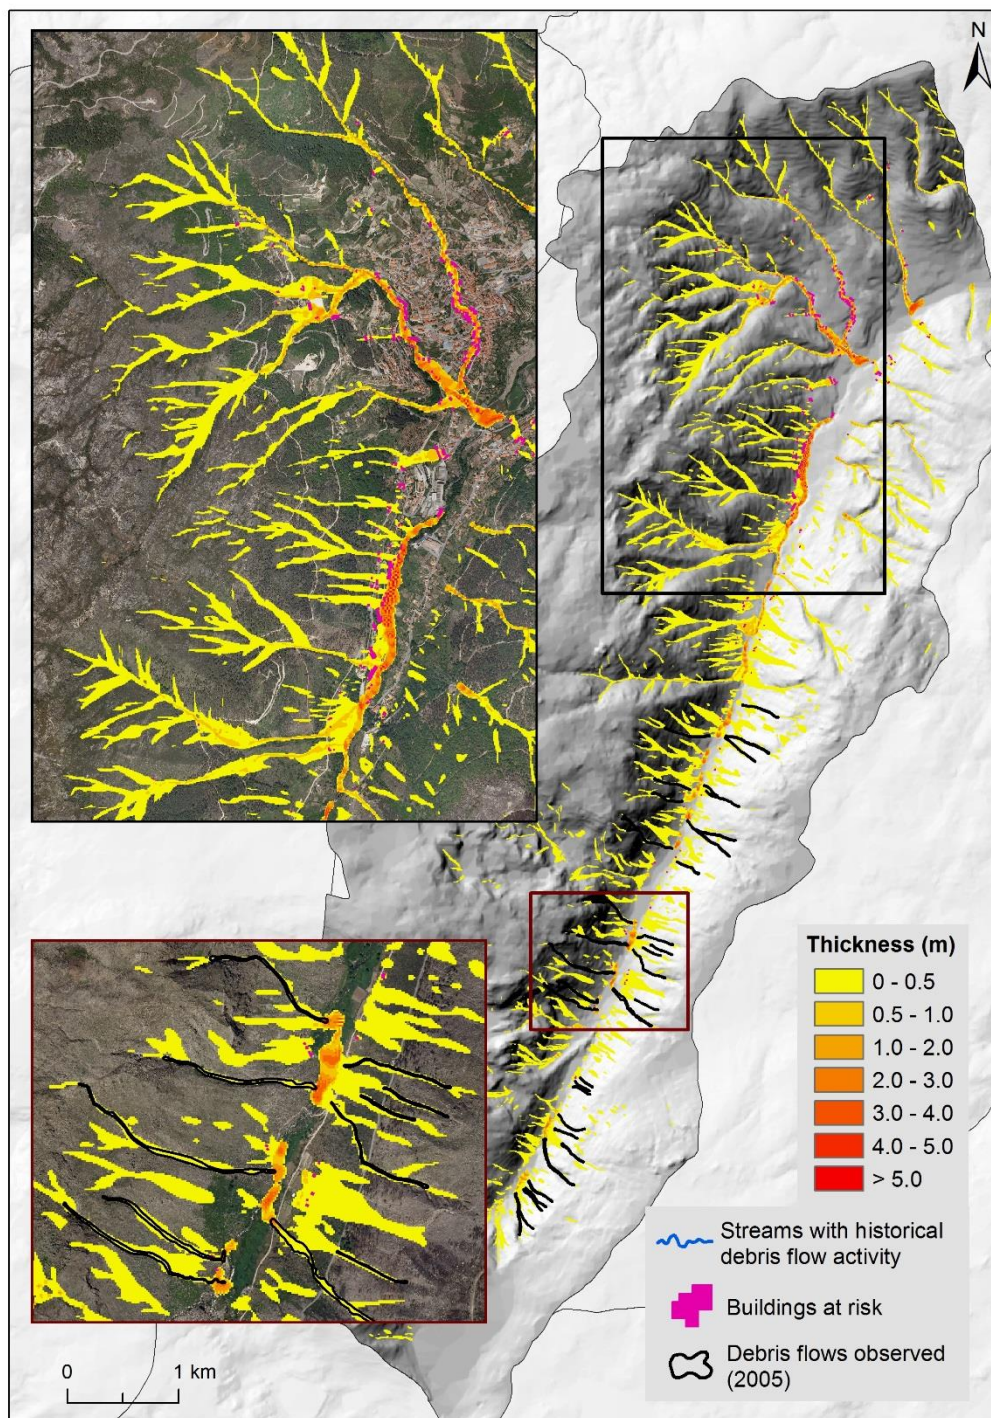 N
Thickness (m)
0 - 0.5
0.5 - 1.0
1.0 - 2.0
2.0 - 3.0
3.0 - 4.0
4.0 - 5.0
> 5.0
Streams with historical
debris flow activity
Buildings at risk
Debris flows observed
(2005)
0 1 km